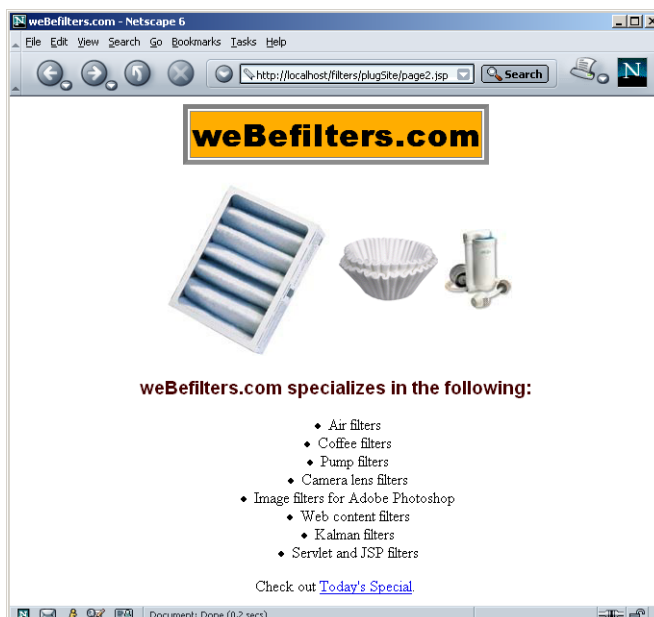 weBefilters.com - Netscape 6
File Edit View Search Go Bookmarks Tasks Help
http://localhost/filters/plugSite/page2.jsp Search N
weBefilters.com
weBefilters.com specializes in the following:
• Air filters
• Coffee filters
• Pump filters
• Camera lens filters
• Image filters for Adobe Photoshop
• Web content filters
• Kalman filters
• Servlet and JSP filters
Check out Today's Special.
Document: Done (0.2 secs)